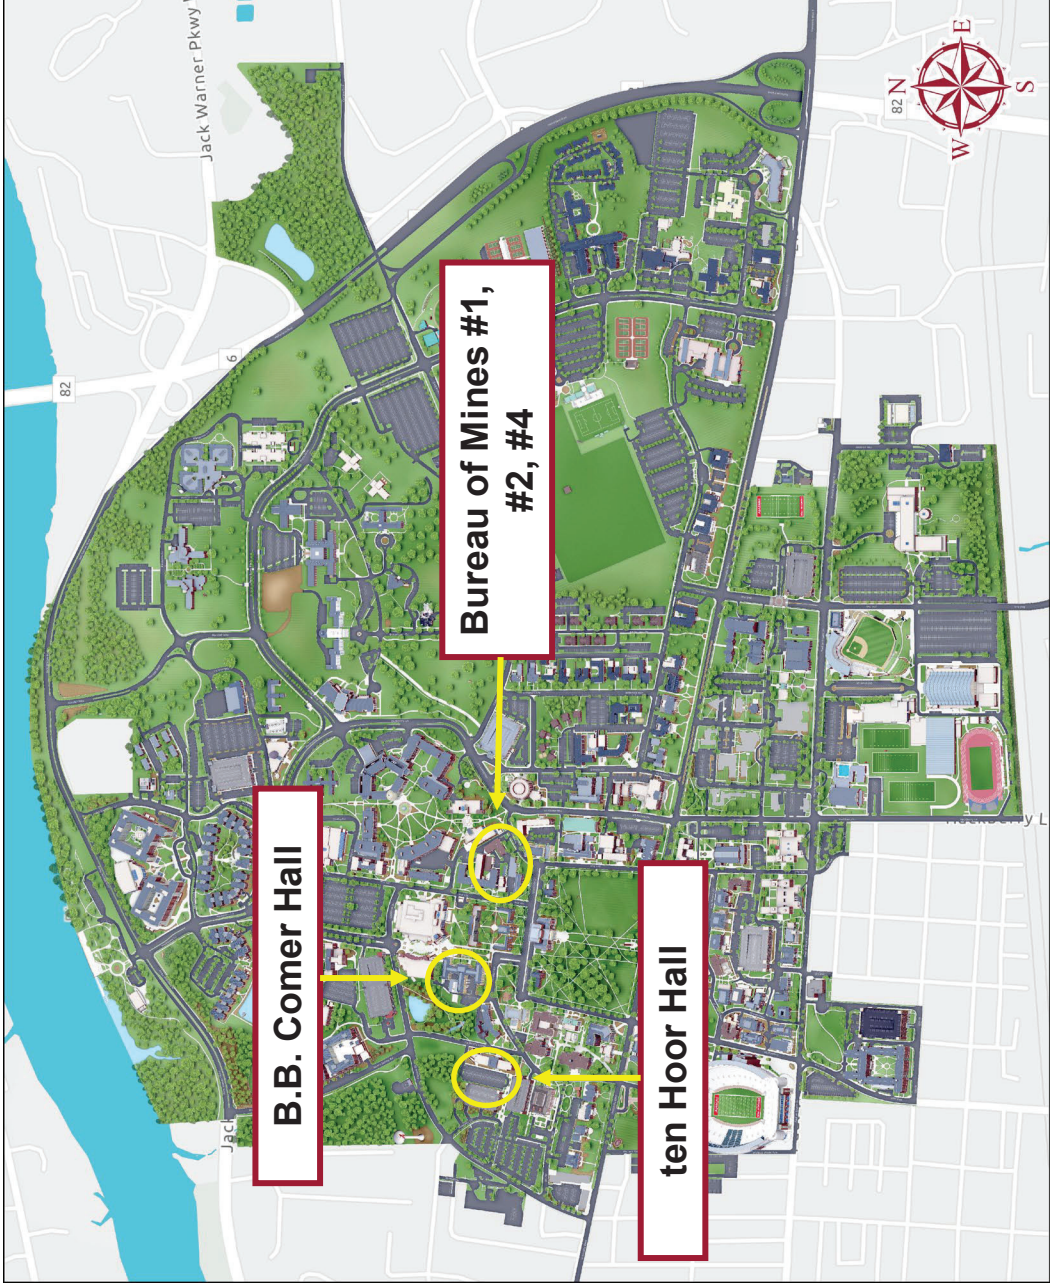 Jack Warner Pkwy
82
6
82
N
E
S
W
Bureau of Mines #1,
#2, #4
B.B. Comer Hall
ten Hoor Hall
Jack